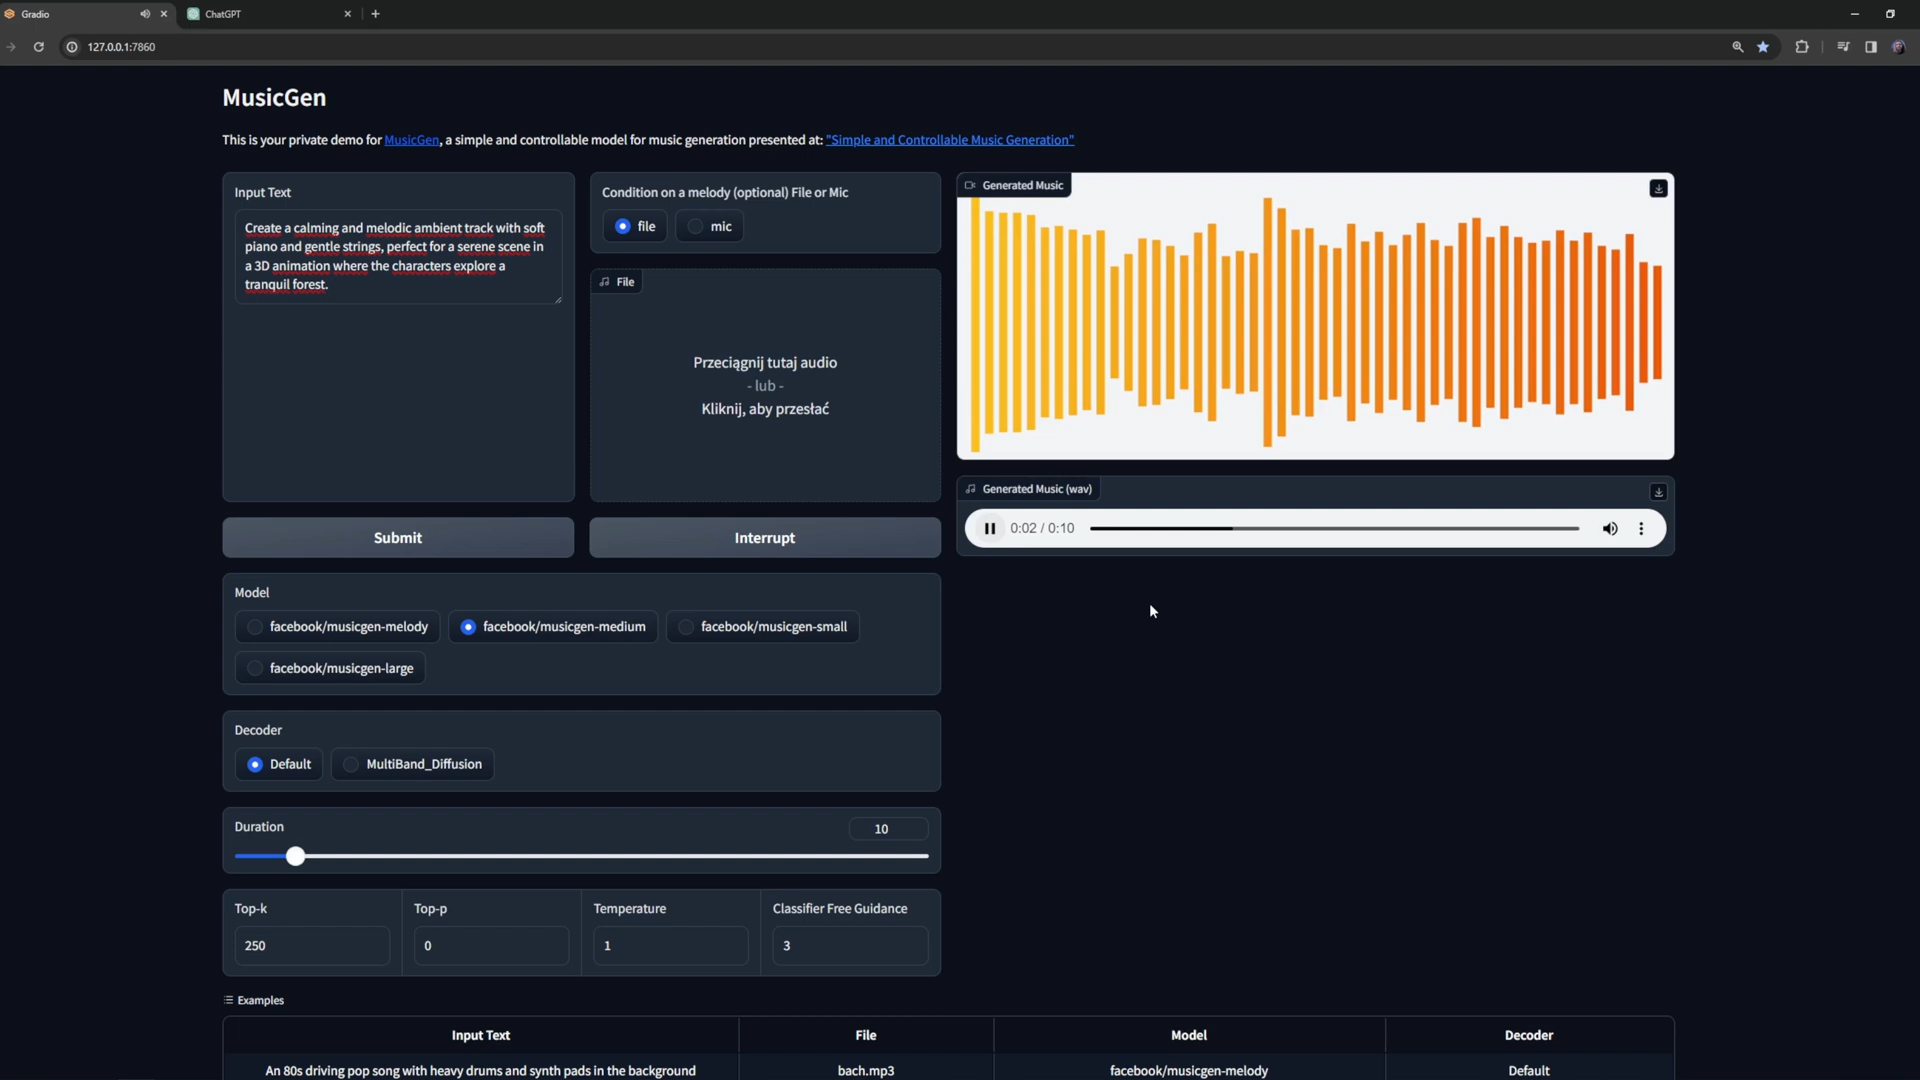 Gradio
ChatGPT
127.0.0.1:7860
MusicGen
This is your private demo for MusicGen, a simple and controllable model for music generation presented at: "Simple and Controllable Music Generation"
Input Text
Create a calming and melodic ambient track with soft
piano and gentle strings, perfect for a serene scene in
a 3D animation where the characters explore a
tranquil forest.
Condition on a melody (optional) File or Mic
file
mic
File
Przeciągnij tutaj audio
- lub -
Kliknij, aby przesłać
Generated Music
Generated Music (wav)
0:02 / 0:10
Submit
Interrupt
Model
facebook/musicgen-melody
facebook/musicgen-medium
facebook/musicgen-small
facebook/musicgen-large
Decoder
Default
MultiBand_Diffusion
Duration
10
Top-k
250
Top-p
0
Temperature
1
Classifier Free Guidance
3
Examples
Input Text File Model Decoder
An 80s driving pop song with heavy drums and synth pads in the background bach.mp3 facebook/musicgen-melody Default